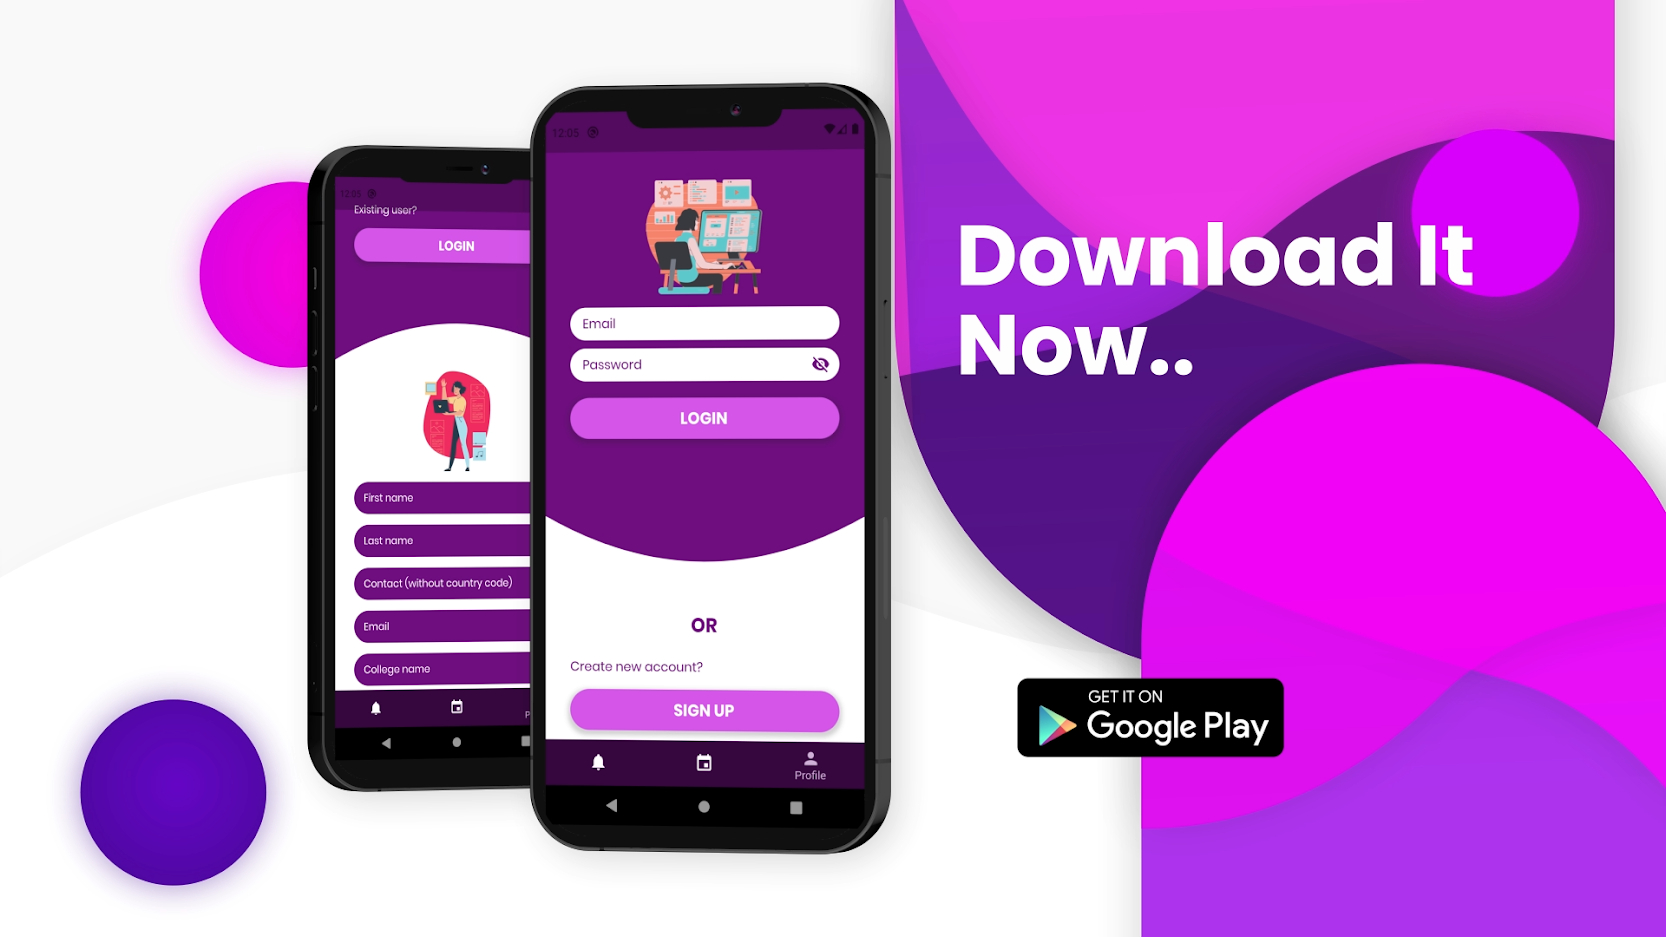 12:05
Existing user?
LOGIN
First name
Last name
Contact (without country code)
Email
College name
12:05
Email
Password
LOGIN
OR
Create new account?
SIGN UP
Profile
Download It
Now..
GET IT ON
Google Play